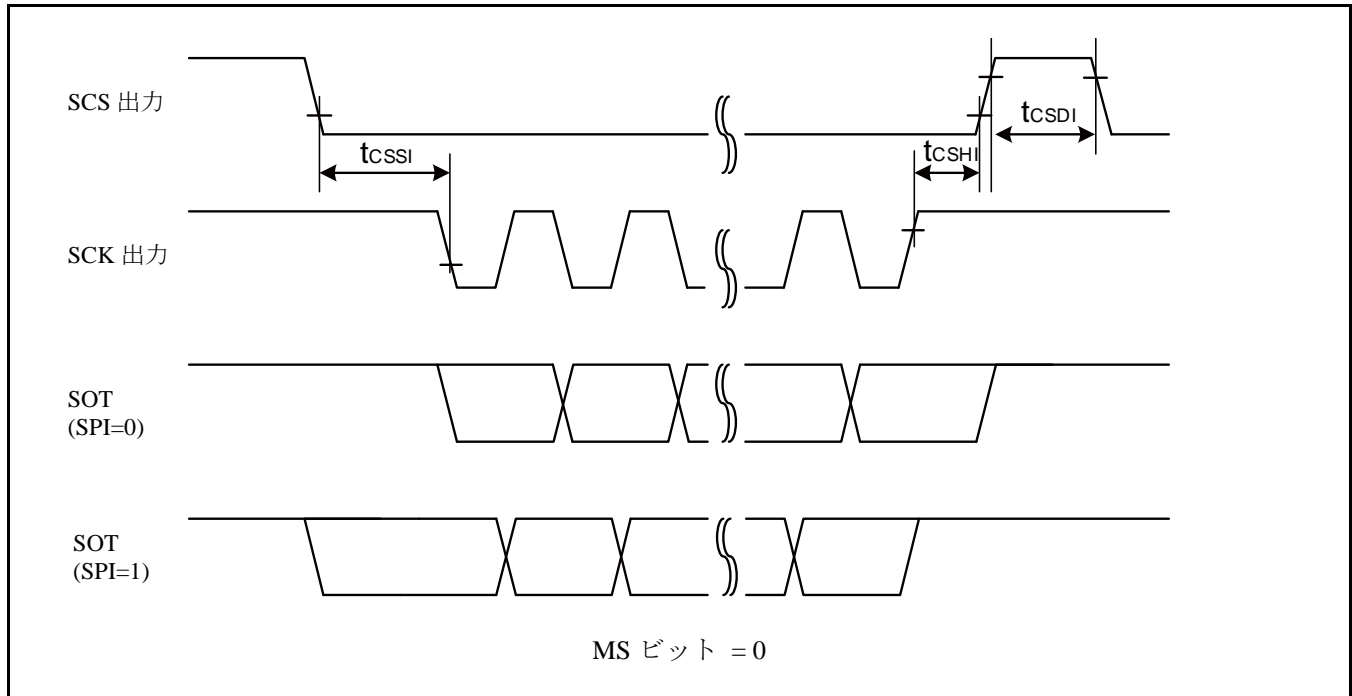 SCS 出力
tCSSI
tCSHI
tCSDI
SCK 出力
SOT
(SPI=0)
SOT
(SPI=1)
MS ビット = 0